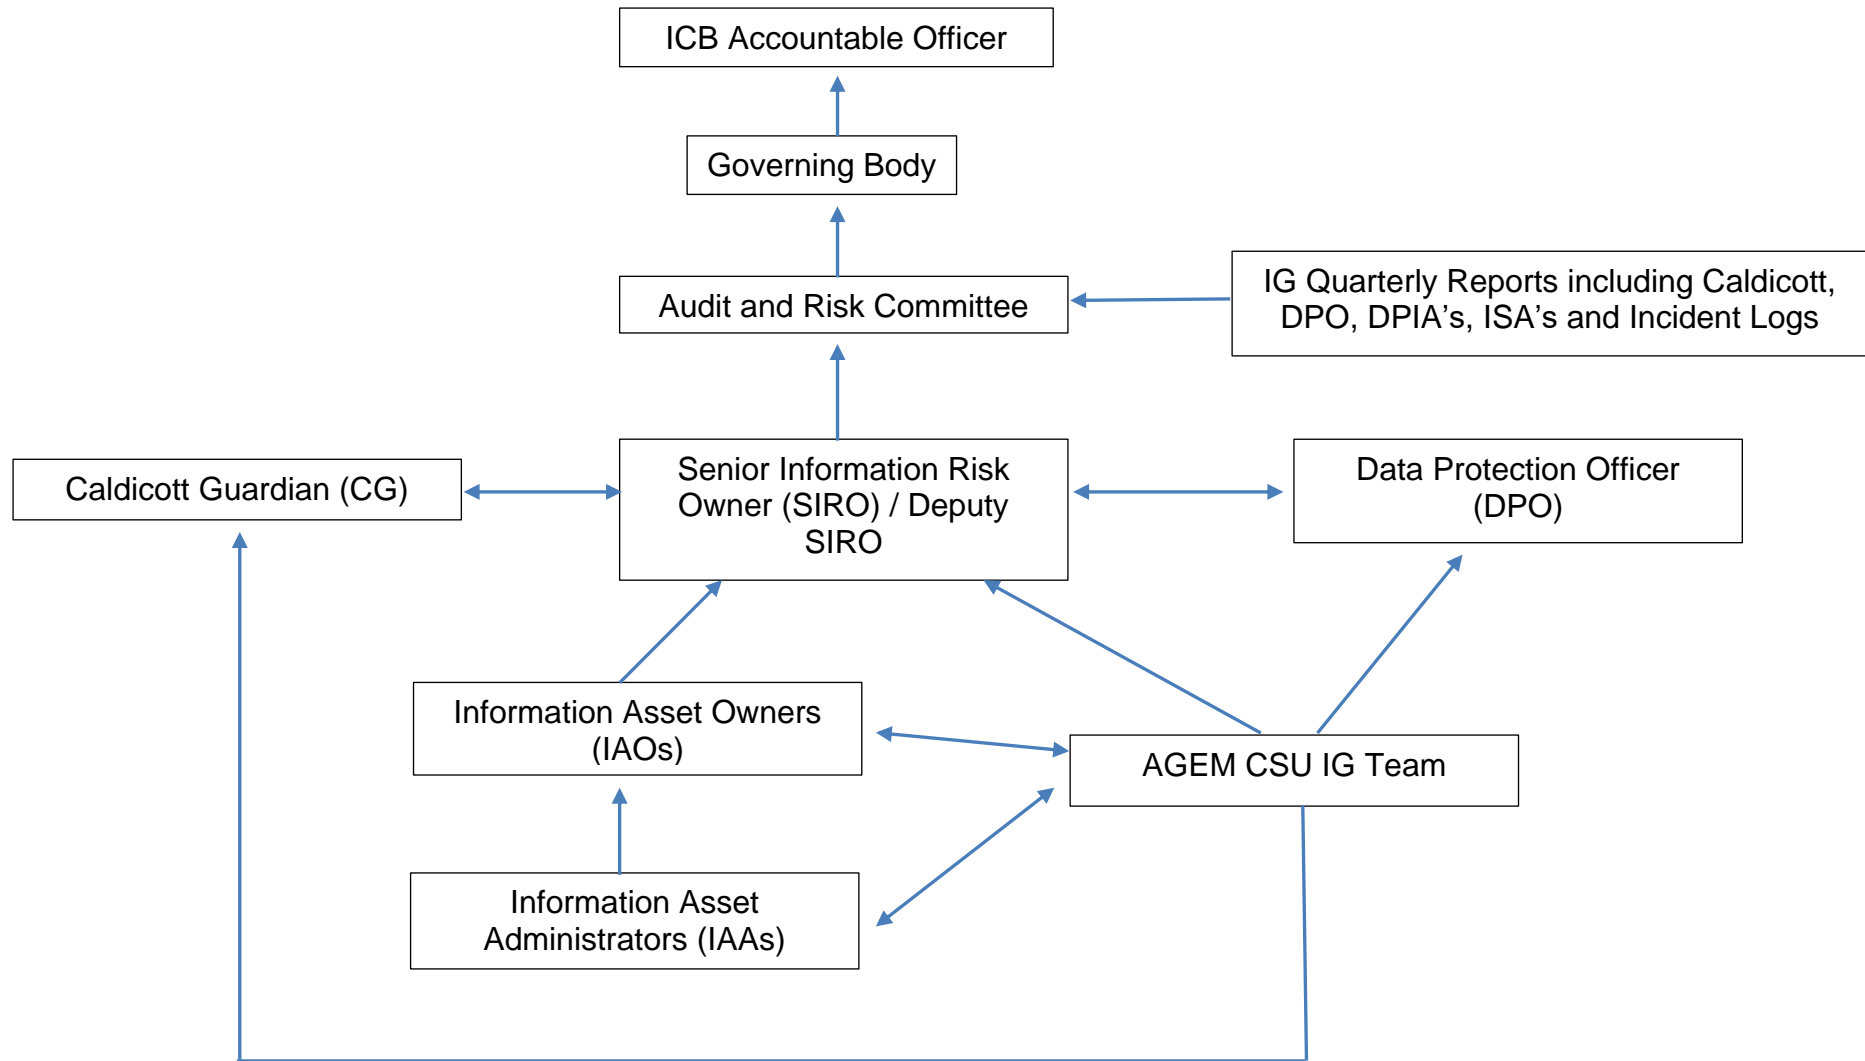 ICB Accountable Officer
Governing Body
Audit and Risk Committee
IG Quarterly Reports including Caldicott,
DPO, DPIA’s, ISA’s and Incident Logs
Caldicott Guardian (CG)
Senior Information Risk
Owner (SIRO) / Deputy
SIRO
Data Protection Officer
(DPO)
Information Asset Owners
(IAOs)
AGEM CSU IG Team
Information Asset
Administrators (IAAs)